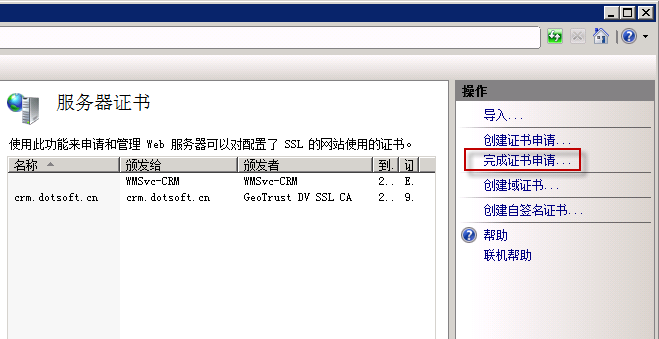 服务器证书
使用此功能来申请和管理 Web 服务器可以对配置了 SSL 的网站使用的证书。
名称 颁发给 颁发者 到. 证
WMSvc-CRM WMSvc-CRM 2.. E.
crm.dotsoft.cn crm.dotsoft.cn GeoTrust DV SSL CA 2.. 9.
操作
导入...
创建证书申请...
完成证书申请...
创建域证书...
创建自签名证书...
帮助
联机帮助